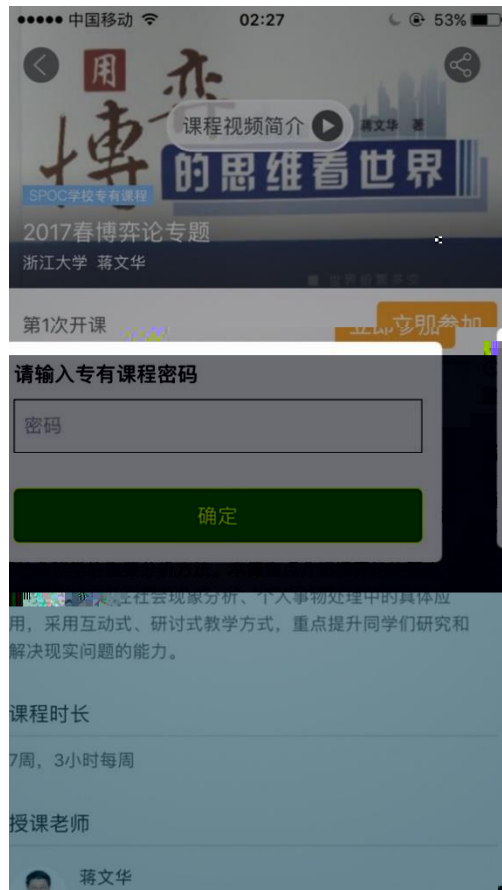 中国移动 02:27 53%
用
博弈
课程视频简介
蒋文华 著
的思维看世界
SPOC学校专有课程
2017春博弈论专题
浙江大学 蒋文华
第1次开课
立即参加
请输入专有课程密码
密码
确定
社会现象分析、个人事物处理中的具体应
用，采用互动式、研讨式教学方式，重点提升同学们研究和
解决现实问题的能力。
课程时长
7周，3小时每周
授课老师
蒋文华